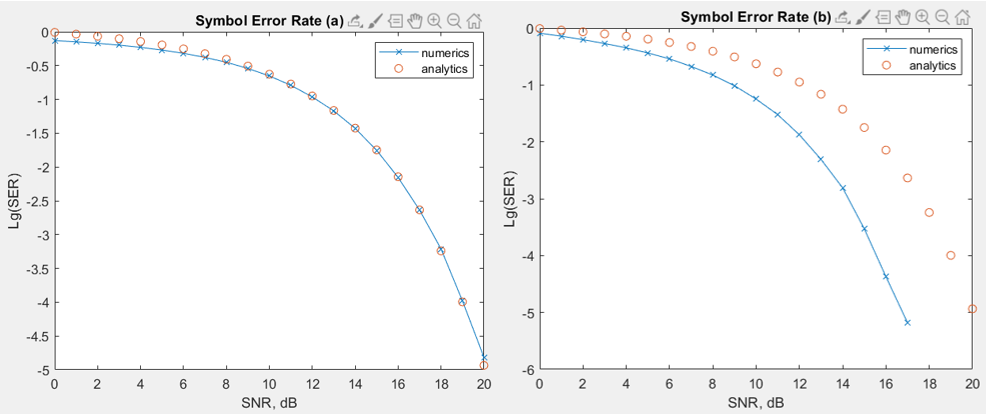 Symbol Error Rate (a)
numerics
analytics
0
-0.5
-1
-1.5
-2
-2.5
-3
-3.5
-4
-4.5
-5
Lg(SER)
0 2 4 6 8 10 12 14 16 18 20
SNR, dB
Symbol Error Rate (b)
numerics
analytics
0
-1
-2
-3
-4
-5
-6
Lg(SER)
0 2 4 6 8 10 12 14 16 18 20
SNR, dB